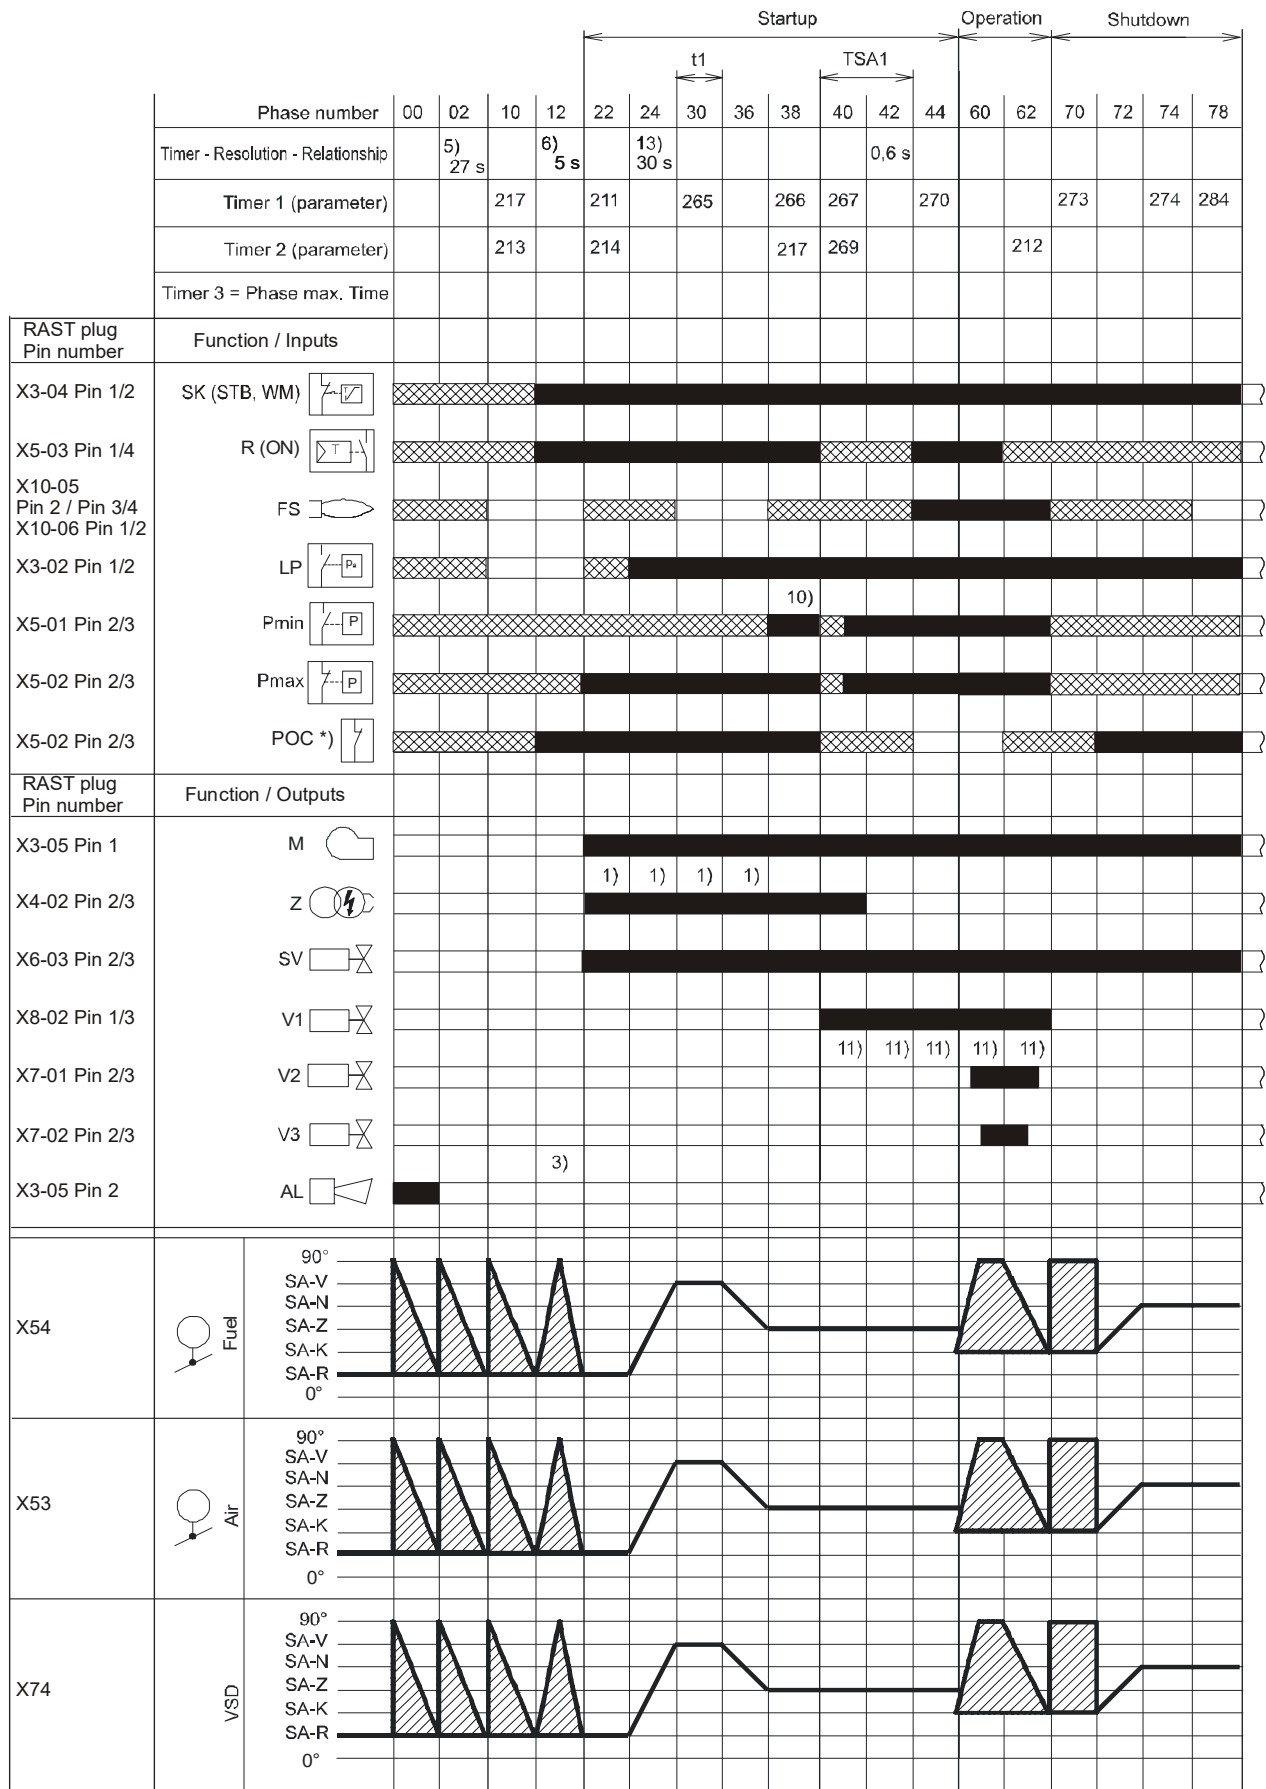 Startup Operation Shutdown
t1 TSA1
Phase number 00 02 10 12 22 24 30 36 38 40 42 44 60 62 70 72 74 78
Timer - Resolution - Relationship 5) 27 s 6) 5 s 13) 30 s 0,6 s
Timer 1 (parameter) 217 211 265 266 267 270 273 274 284
Timer 2 (parameter) 213 214 217 269 212
Timer 3 = Phase max. Time
RAST plug
Pin number
Function / Inputs
X3-04 Pin 1/2 SK (STB, WM)
X5-03 Pin 1/4 R (ON) T
X10-05
Pin 2 / Pin 3/4
X10-06 Pin 1/2
FS
X3-02 Pin 1/2 LP Pa
10)
X5-01 Pin 2/3 Pmin P
X5-02 Pin 2/3 Pmax P
X5-02 Pin 2/3 POC *)
RAST plug
Pin number
Function / Outputs
X3-05 Pin 1 M
1) 1) 1) 1)
X4-02 Pin 2/3 Z
X6-03 Pin 2/3 SV
X8-02 Pin 1/3 V1
11) 11) 11) 11) 11)
X7-01 Pin 2/3 V2
X7-02 Pin 2/3 V3
3)
X3-05 Pin 2 AL
X54 Fuel
90°
SA-V
SA-N
SA-Z
SA-K
SA-R
0°
X53 Air
90°
SA-V
SA-N
SA-Z
SA-K
SA-R
0°
X74 VSD
90°
SA-V
SA-N
SA-Z
SA-K
SA-R
0°